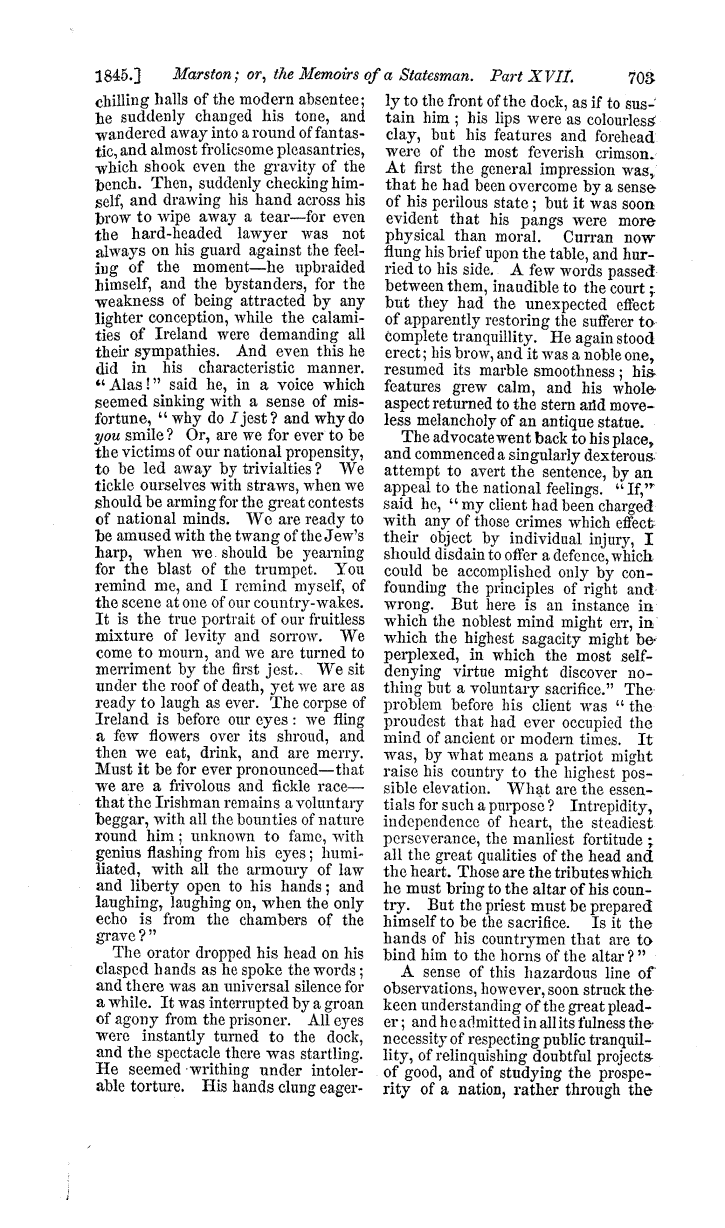 1845.] Marston; or, the Memoirs of a Statesman. Part XVII. 703
chilling halls of the modern absentee;
he suddenly changed his tone, and
wandered away into a round of fantas-
tic, and almost frolicsome pleasantries,
which shook even the gravity of the
bench. Then, suddenly checking him-
self, and drawing his hand across his
brow to wipe away a tear—for even
the hard-headed lawyer was not
always on his guard against the feel-
ing of the moment—he upbraided
himself, and the bystanders, for the
weakness of being attracted by any
lighter conception, while the calami-
ties of Ireland were demanding all
their sympathies. And even this he
did in his characteristic manner.
“Alas!” said he, in a voice which
seemed sinking with a sense of mis-
fortune, “why do I jest? and why do
you smile? Or, are we for ever to be
the victims of our national propensity,
to be led away by trivialties? We
tickle ourselves with straws, when we
should be arming for the great contests
of national minds. We are ready to
be amused with the twang of the Jew's
harp, when we should be yearning
for the blast of the trumpet. You
remind me, and I remind myself, of
the scene at one of our country-wakes.
It is the true portrait of our fruitless
mixture of levity and sorrow. We
come to mourn, and we are turned to
merriment by the first jest. We sit
under the roof of death, yet we are as
ready to laugh as ever. The corpse of
Ireland is before our eyes: we fling
a few flowers over its shroud, and
then we eat, drink, and are merry.
Must it be for ever pronounced—that
we are a frivolous and fickle race—
that the Irishman remains a voluntary
beggar, with all the bounties of nature
round him; unknown to fame, with
genius flashing from his eyes; humi-
liated, with all the armoury of law
and liberty open to his hands; and
laughing, laughing on, when the only
echo is from the chambers of the
grave?”
The orator dropped his head on his
clasped hands as he spoke the words;
and there was an universal silence for
a while. It was interrupted by a groan
of agony from the prisoner. All eyes
were instantly turned to the dock,
and the spectacle there was startling.
He seemed writhing under intoler-
able torture. His hands clung eager-
ly to the front of the dock, as if to sus-
tain him; his lips were as colourless
clay, but his features and forehead
were of the most feverish crimson.
At first the general impression was,
that he had been overcome by a sense
of his perilous state; but it was soon
evident that his pangs were more
physical than moral. Curran now
flung his brief upon the table, and hur-
ried to his side. A few words passed
between them, inaudible to the court;
but they had the unexpected effect
of apparently restoring the sufferer to
complete tranquillity. He again stood
erect; his brow, and it was a noble one,
resumed its marble smoothness; his
features grew calm, and his whole
aspect returned to the stern and move-
less melancholy of an antique statue.
The advocate went back to his place,
and commenced a singularly dexterous
attempt to avert the sentence, by an
appeal to the national feelings. “If,”
said he, “my client had been charged
with any of those crimes which effect
their object by individual injury, I
should disdain to offer a defence, which
could be accomplished only by con-
founding the principles of right and
wrong. But here is an instance in
which the noblest mind might err, in
which the highest sagacity might be
perplexed, in which the most self-
denying virtue might discover no-
thing but a voluntary sacrifice.” The
problem before his client was “the
proudest that had ever occupied the
mind of ancient or modern times. It
was, by what means a patriot might
raise his country to the highest pos-
sible elevation. What are the essen-
tials for such a purpose? Intrepidity,
independence of heart, the steadiest
perseverance, the manliest fortitude;
all the great qualities of the head and
the heart. Those are the tributes which
he must bring to the altar of his coun-
try. But the priest must be prepared
himself to be the sacrifice. Is it the
hands of his countrymen that are to
bind him to the horns of the altar?”
A sense of this hazardous line of
observations, however, soon struck the
keen understanding of the great plead-
er; and he admitted in all its fulness the
necessity of respecting public tranquil-
lity, of relinquishing doubtful projects
of good, and of studying the prospe-
rity of a nation, rather through the